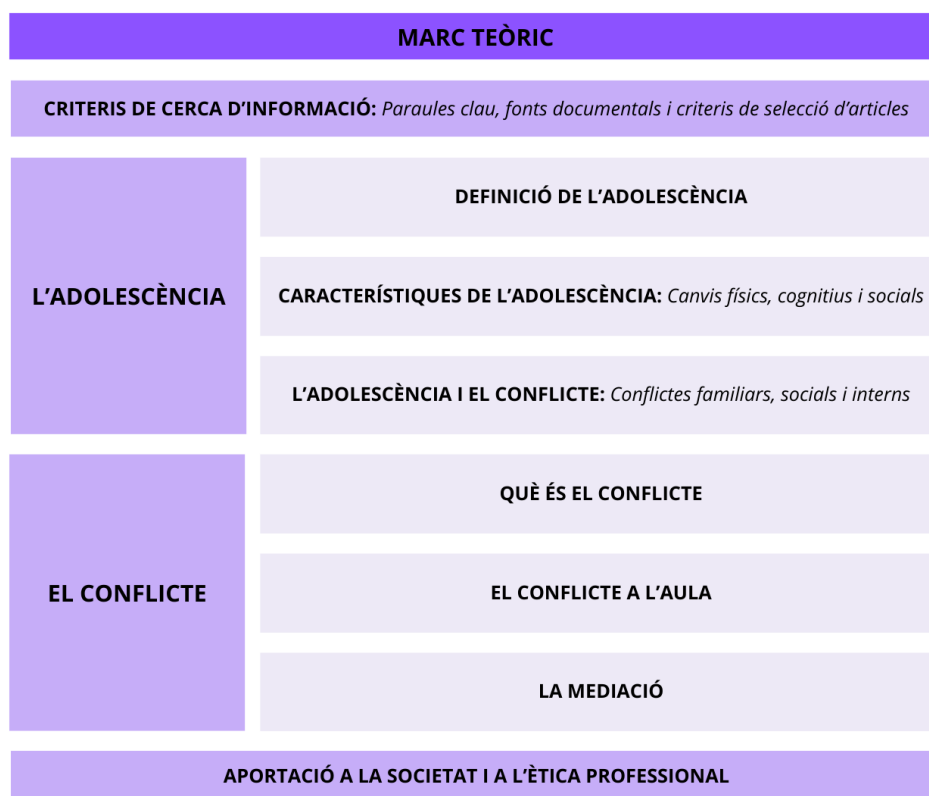 MARC TEÒRIC
CRITERIS DE CERCA D'INFORMACIÓ: Paraules clau, fonts documentals i criteris de selecció d'articles
L'ADOLESCÈNCIA
DEFINICIÓ DE L'ADOLESCÈNCIA
CARACTERÍSTIQUES DE L'ADOLESCÈNCIA: Canvis físics, cognitius i socials
L'ADOLESCÈNCIA I EL CONFLICTE: Conflictes familiars, socials i interns
EL CONFLICTE
QUÈ ÉS EL CONFLICTE
EL CONFLICTE A L'AULA
LA MEDIACIÓ
APORTACIÓ A LA SOCIETAT I A L'ÈTICA PROFESSIONAL